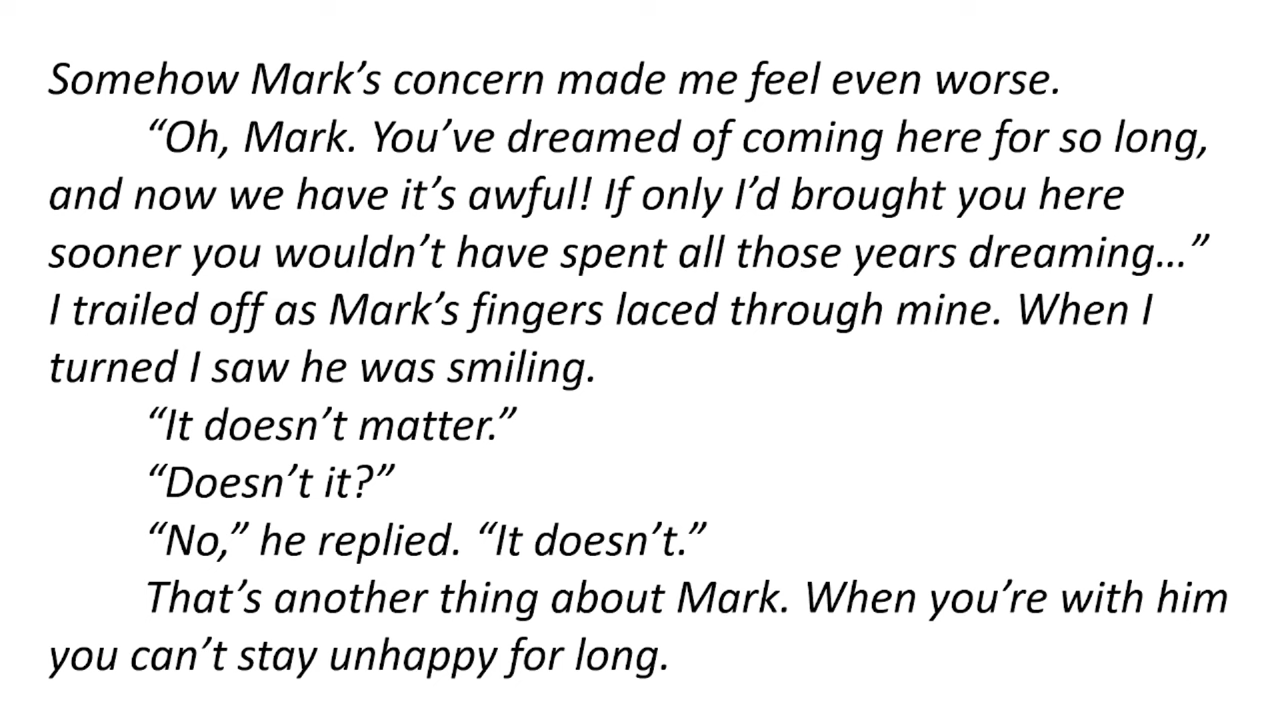 Somehow Mark’s concern made me feel even worse.
“Oh, Mark. You’ve dreamed of coming here for so long,
and now we have it’s awful! If only I’d brought you here
sooner you wouldn’t have spent all those years dreaming…”
I trailed off as Mark’s fingers laced through mine. When I
turned I saw he was smiling.
“It doesn’t matter.”
“Doesn’t it?”
“No,” he replied. “It doesn’t.”
That’s another thing about Mark. When you’re with him
you can’t stay unhappy for long.